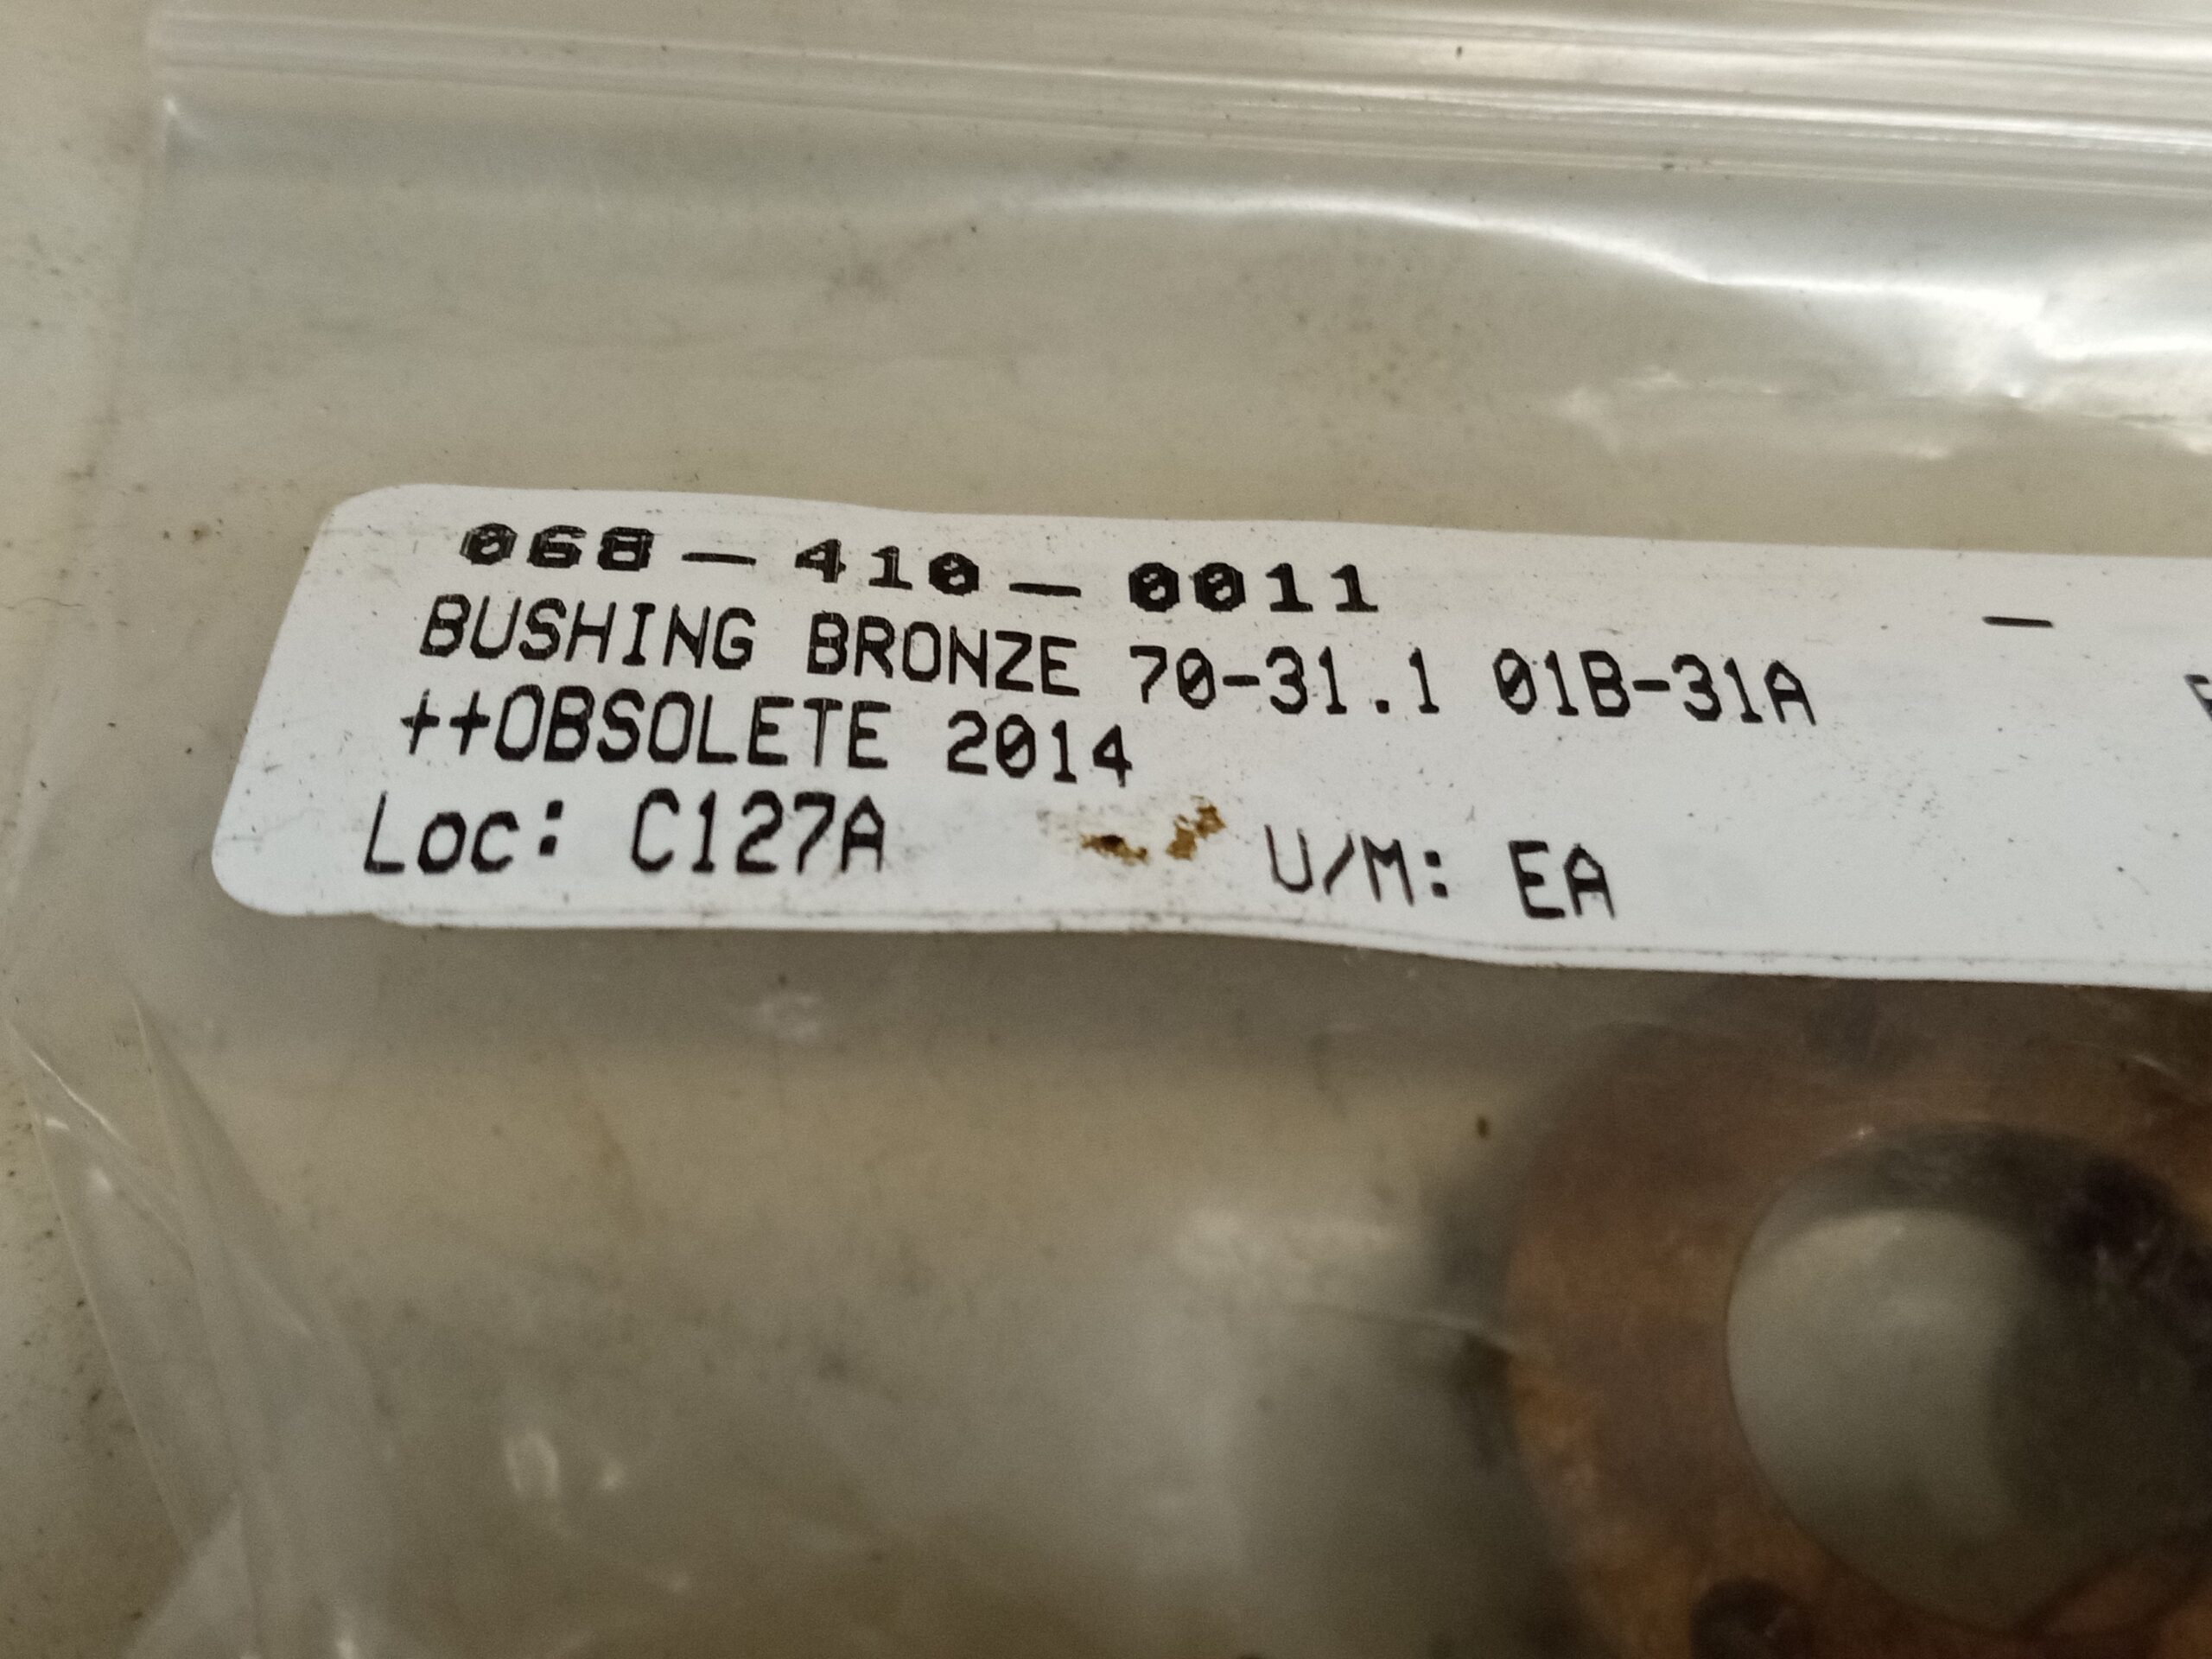 068-410-0011 -
BUSHING BRONZE 70-31.1 01B-31A
++OBSOLETE 2014
Loc: C127A U/M: EA